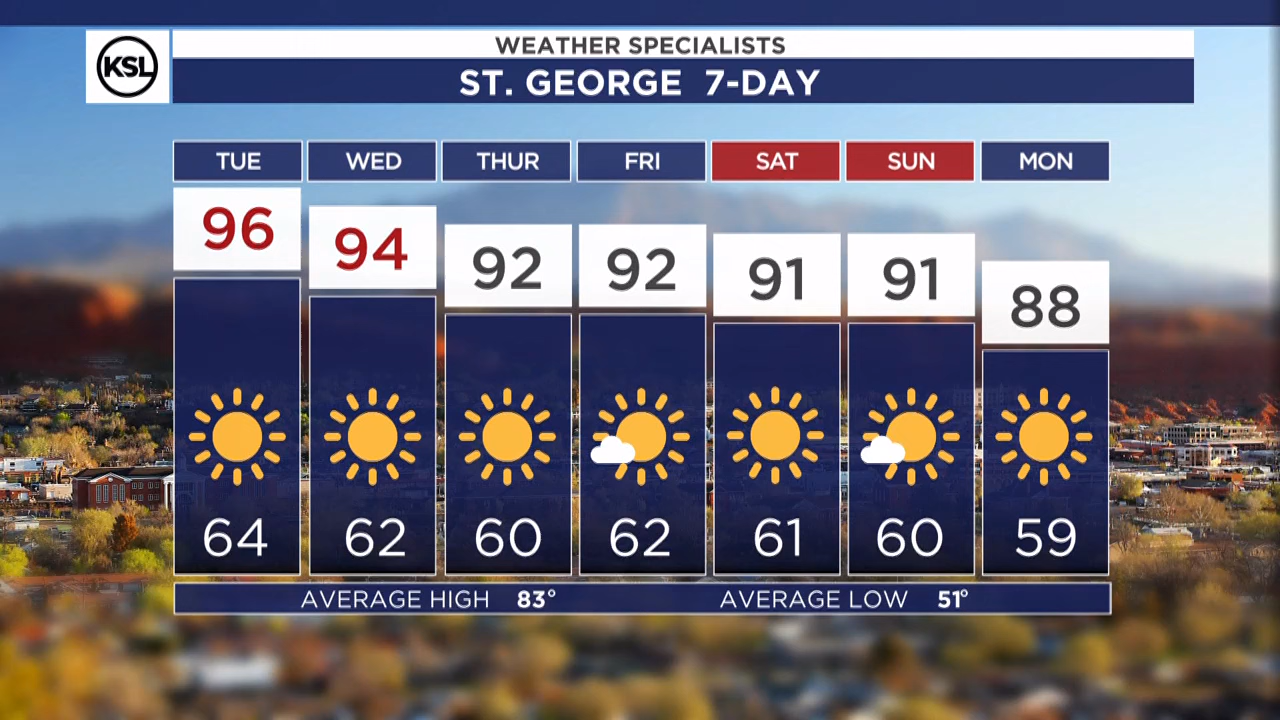 KSL
WEATHER SPECIALISTS
ST. GEORGE 7-DAY
TUE WED THUR FRI SAT SUN MON
96 94 92 92 91 91 88
64 62 60 62 61 60 59
AVERAGE HIGH 83° AVERAGE LOW 51°